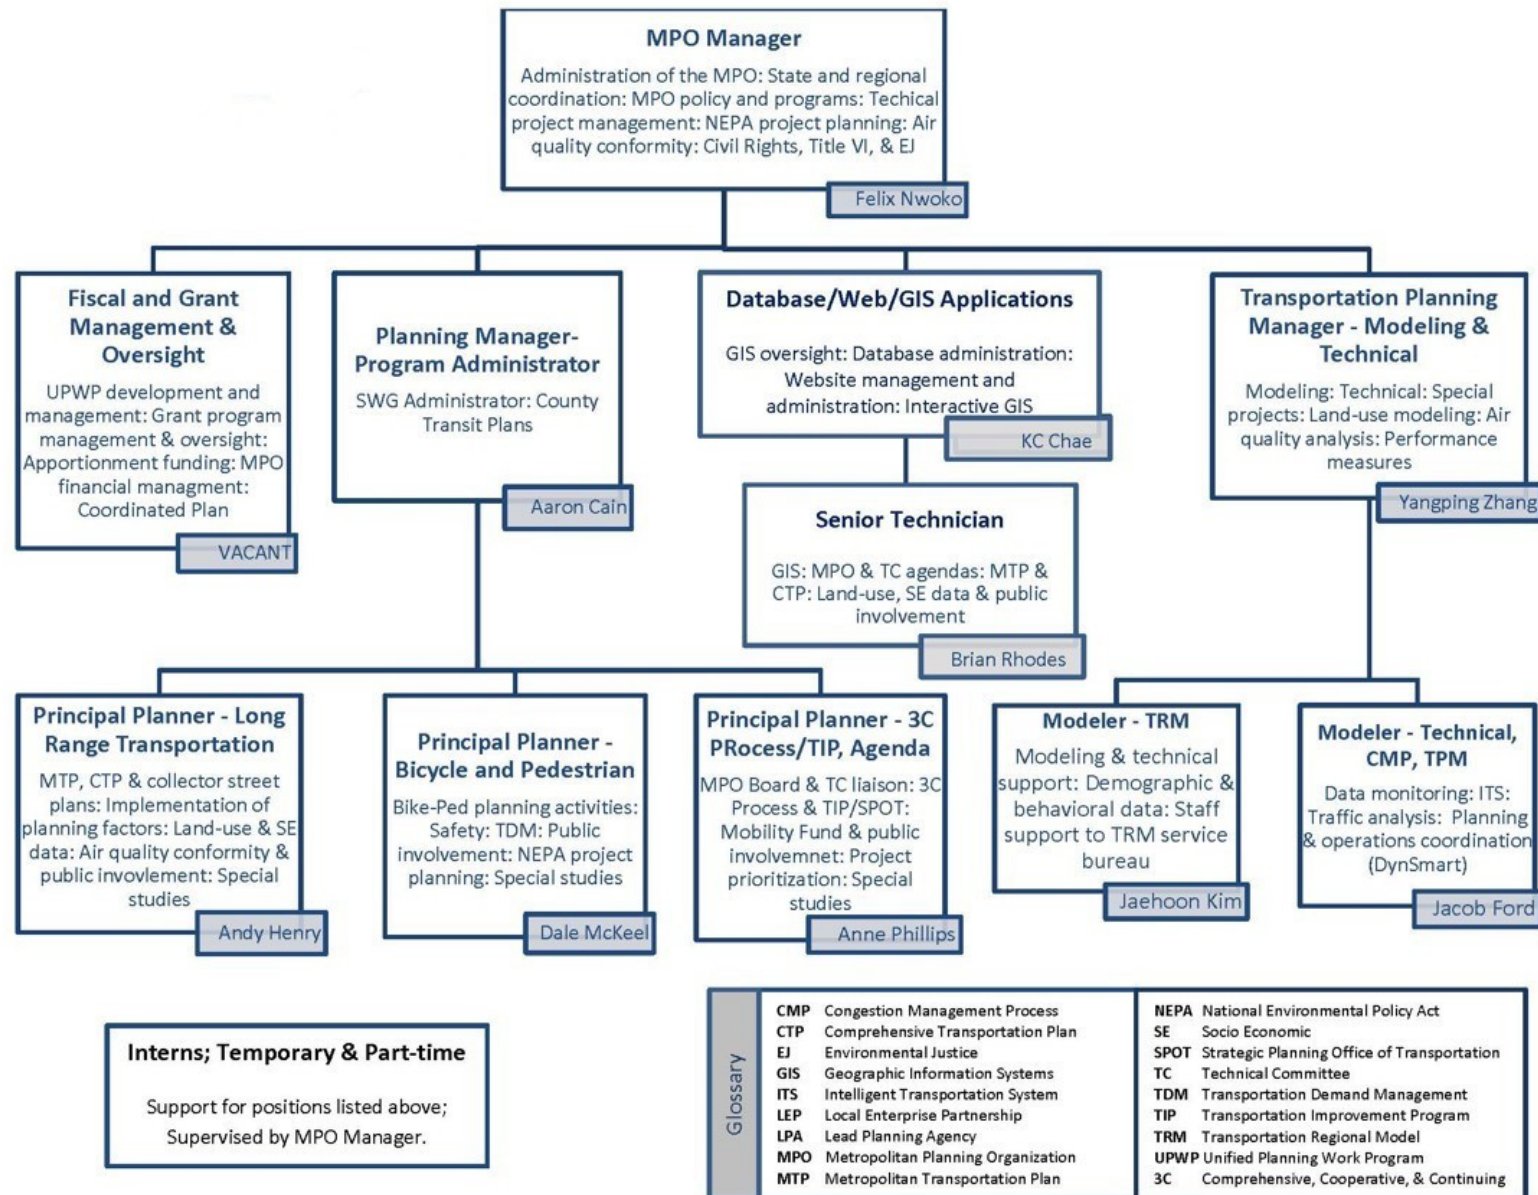 MPO Manager
Administration of the MPO: State and regional
coordination: MPO policy and programs: Techical
project management: NEPA project planning: Air
quality conformity: Civil Rights, Title VI, & EJ
Felix Nwoko
Fiscal and Grant
Management &
Oversight
UPWP development and
management: Grant program
management & oversight:
Apportionment funding: MPO
financial managment:
Coordinated Plan
VACANT
Planning Manager-
Program Administrator
SWG Administrator: County
Transit Plans
Aaron Cain
Database/Web/GIS Applications
GIS oversight: Database administration:
Website management and
administration: Interactive GIS
KC Chae
Transportation Planning
Manager - Modeling &
Technical
Modeling: Technical: Special
projects: Land-use modeling: Air
quality analysis: Performance
measures
Yangping Zhang
Senior Technician
GIS: MPO & TC agendas: MTP &
CTP: Land-use, SE data & public
involvement
Brian Rhodes
Principal Planner - Long
Range Transportation
MTP, CTP & collector street
plans: Implementation of
planning factors: Land-use & SE
data: Air quality conformity &
public invovlement: Special
studies
Andy Henry
Principal Planner -
Bicycle and Pedestrian
Bike-Ped planning activities:
Safety: TDM: Public
involvement: NEPA project
planning: Special studies
Dale McKeel
Principal Planner - 3C
PRocess/TIP, Agenda
MPO Board & TC liaison: 3C
Process & TIP/SPOT:
Mobility Fund & public
involvemnet: Project
prioritization: Special
studies
Anne Phillips
Modeler - TRM
Modeling & technical
support: Demographic &
behavioral data: Staff
support to TRM service
bureau
Jaehoon Kim
Modeler - Technical,
CMP, TPM
Data monitoring: ITS:
Traffic analysis: Planning
& operations coordination
(DynSmart)
Jacob Ford
Interns; Temporary & Part-time
Support for positions listed above;
Supervised by MPO Manager.
Glossary
CMP Congestion Management Process
CTP Comprehensive Transportation Plan
EJ Environmental Justice
GIS Geographic Information Systems
ITS Intelligent Transportation System
LEP Local Enterprise Partnership
LPA Lead Planning Agency
MPO Metropolitan Planning Organization
MTP Metropolitan Transportation Plan
NEPA National Environmental Policy Act
SE Socio Economic
SPOT Strategic Planning Office of Transportation
TC Technical Committee
TDM Transportation Demand Management
TIP Transportation Improvement Program
TRM Transportation Regional Model
UPWP Unified Planning Work Program
3C Comprehensive, Cooperative, & Continuing